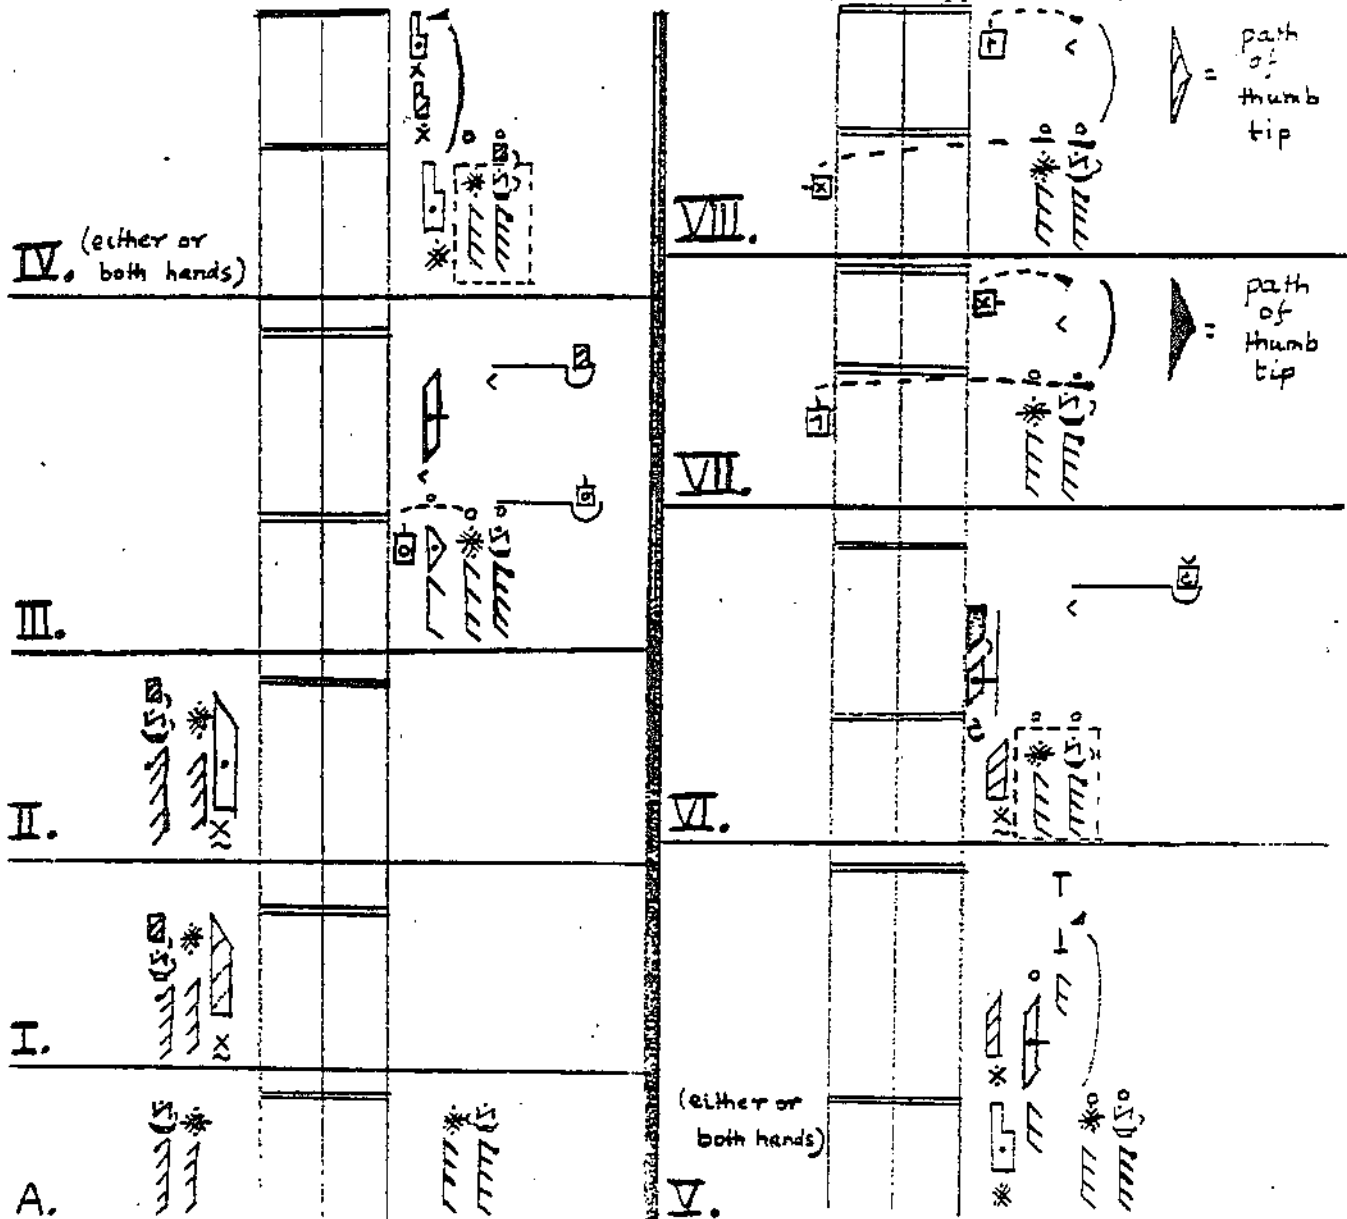 IV. (either or
both hands)
III.
II.
I.
A.
VIII.
= path
of
thumb
tip
VII.
= path
of
thumb
tip
VI.
(either or
both hands)
V.